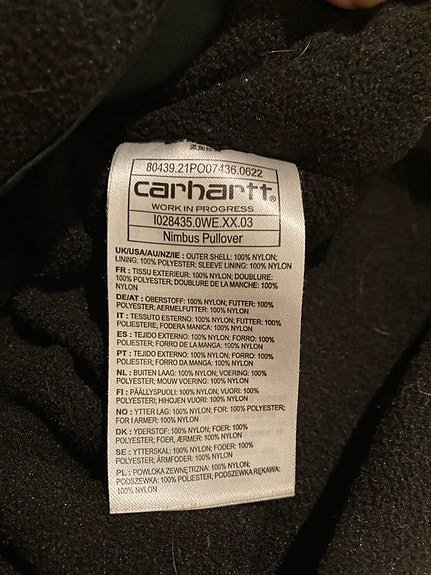 80439.21PO07436.0622
carhartt®
WORK IN PROGRESS
I028435.0WE.XX.03
Nimbus Pullover
UK/USA/AU/NZ/IE : OUTER SHELL: 100% NYLON;
LINING: 100% POLYESTER; SLEEVE LINING: 100% NYLON
FR : TISSU EXTERIEUR: 100% NYLON; DOUBLURE:
100% POLYESTER; DOUBLURE DE LA MANCHE: 100%
NYLON
DE/AT : OBERSTOFF: 100% NYLON; FUTTER: 100%
POLYESTER; AERMELFUTTER: 100% NYLON
IT : TESSUTO ESTERNO: 100% NYLON; FUTTER: 100%
POLIESTERE, FODERA MANICA: 100% NYLON
ES : TEJIDO EXTERNO: 100% NYLON; FORRO: 100%
POLIESTER; FORRO DE LA MANGA: 100% NYLON
PT : TEJIDO EXTERNO: 100% NYLON; FORRO: 100%
POLIESTER; FORRO DA MANGA: 100% NYLON
NL : BUITEN LAAG: 100% NYLON; VOERING: 100%
POLYESTER; MOUW VOERING: 100% NYLON
FI : PÄÄLLYSPUOLI: 100% NYLON; VUORI: 100%
POLYESTERI; HIHOJEN VUORI: 100% NYLON
NO : YTTER LAG: 100% NYLON; FOR: 100% POLYESTER;
FOR I ARMER: 100% NYLON
DK : YDERSTOF: 100% NYLON; FOER: 100%
POLYESTER; FOER, ÆRMER: 100% NYLON
SE : YTTERSKAL: 100% NYLON; FODER: 100%
POLYESTER; ÄRMFODER: 100% NYLON
PL : POWŁOKA ZEWNĘTRZNA: 100% NYLON;
PODSZEWKA: 100% POLIESTER; PODSZEWKA RĘKAWA:
100% NYLON